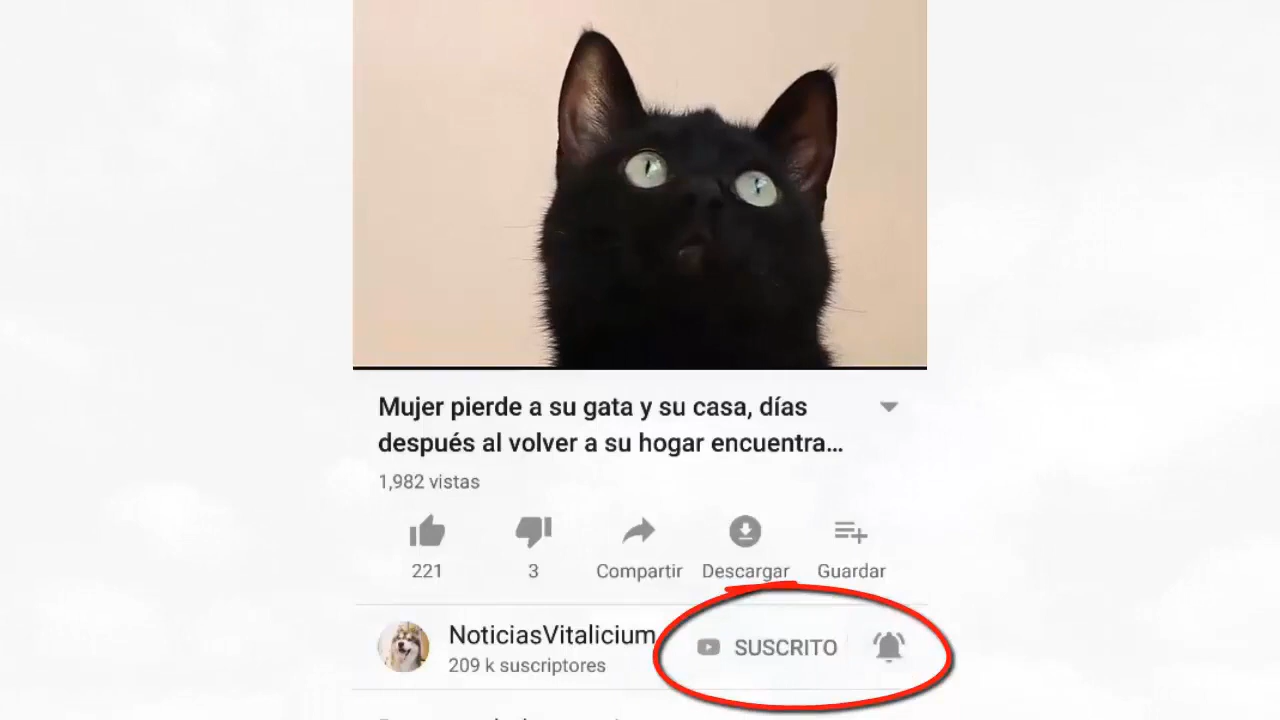 Mujer pierde a su gata y su casa, días
después al volver a su hogar encuentra...
1,982 vistas
221
3
Compartir
Descargar
Guardar
NoticiasVitalicium
SUSCRITO
209 k suscriptores